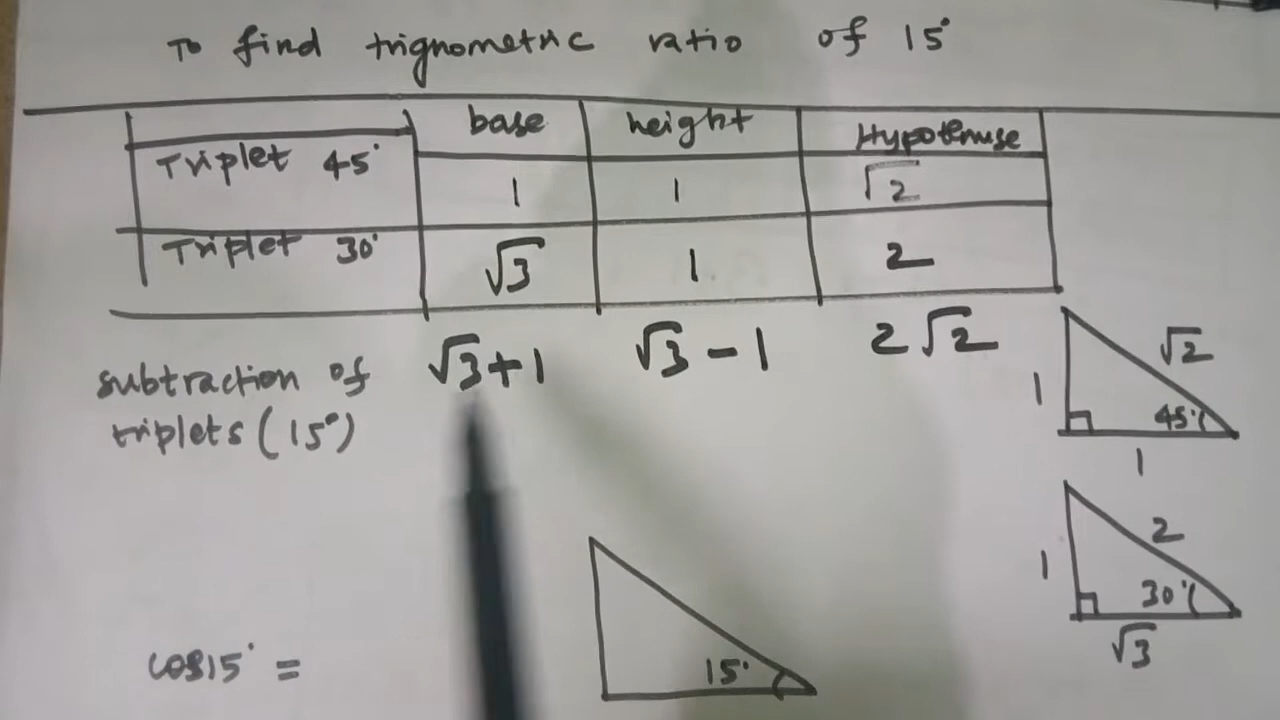 To find trignometric ratio of 15°
base height Hypotenuse
Triplet 45° 1 1 √2
Triplet 30° √3 1 2
subtraction of √3+1 √3-1 2√2
triplets (15°)
√2
1
45°
1
2
1
30°
√3
15°
cos15° =